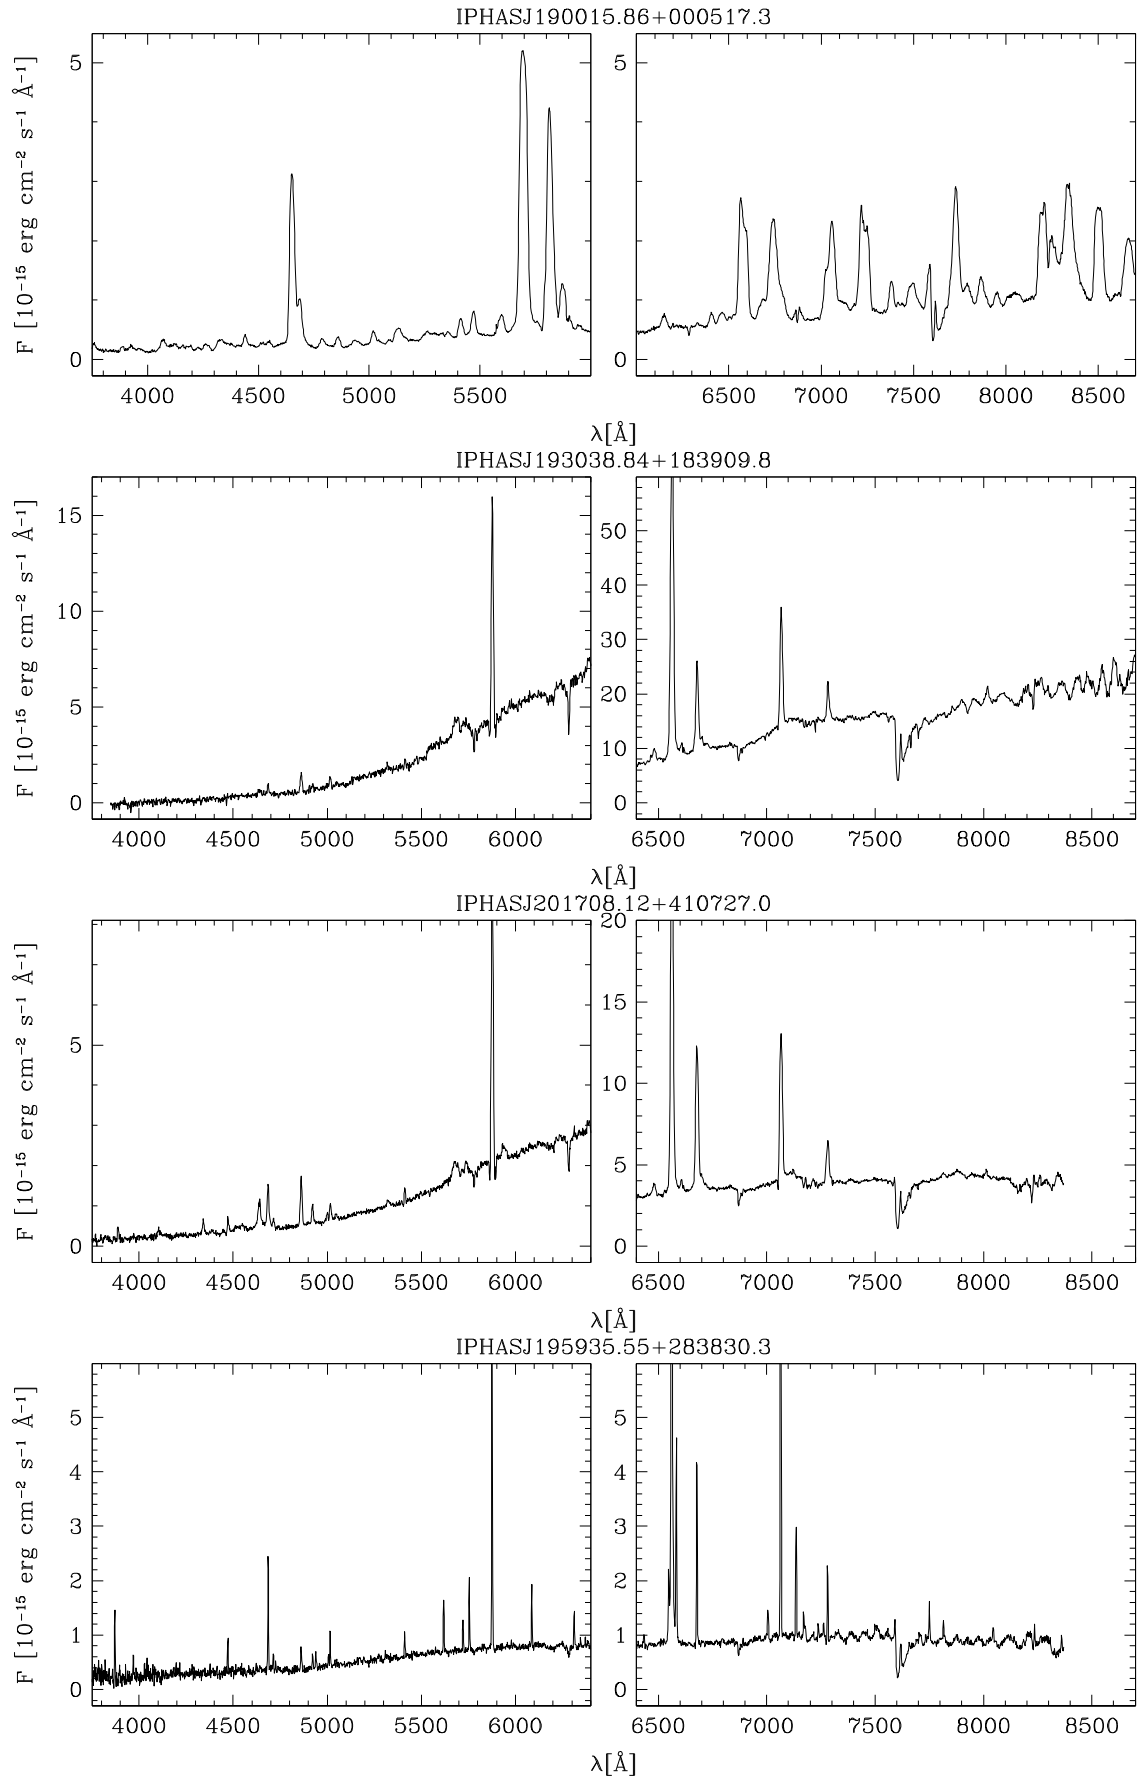 IPHASJ190015.86+000517.3
F [10⁻¹⁵ erg cm⁻² s⁻¹ Å⁻¹]
5
0
4000 4500 5000 5500
5
0
6500 7000 7500 8000 8500
λ[Å]
IPHASJ193038.84+183909.8
F [10⁻¹⁵ erg cm⁻² s⁻¹ Å⁻¹]
15
10
5
0
4000 4500 5000 5500 6000
50
40
30
20
10
0
6500 7000 7500 8000 8500
λ[Å]
IPHASJ201708.12+410727.0
F [10⁻¹⁵ erg cm⁻² s⁻¹ Å⁻¹]
5
0
4000 4500 5000 5500 6000
20
15
10
5
0
6500 7000 7500 8000 8500
λ[Å]
IPHASJ195935.55+283830.3
F [10⁻¹⁵ erg cm⁻² s⁻¹ Å⁻¹]
5
4
3
2
1
0
4000 4500 5000 5500 6000
5
4
3
2
1
0
6500 7000 7500 8000 8500
λ[Å]